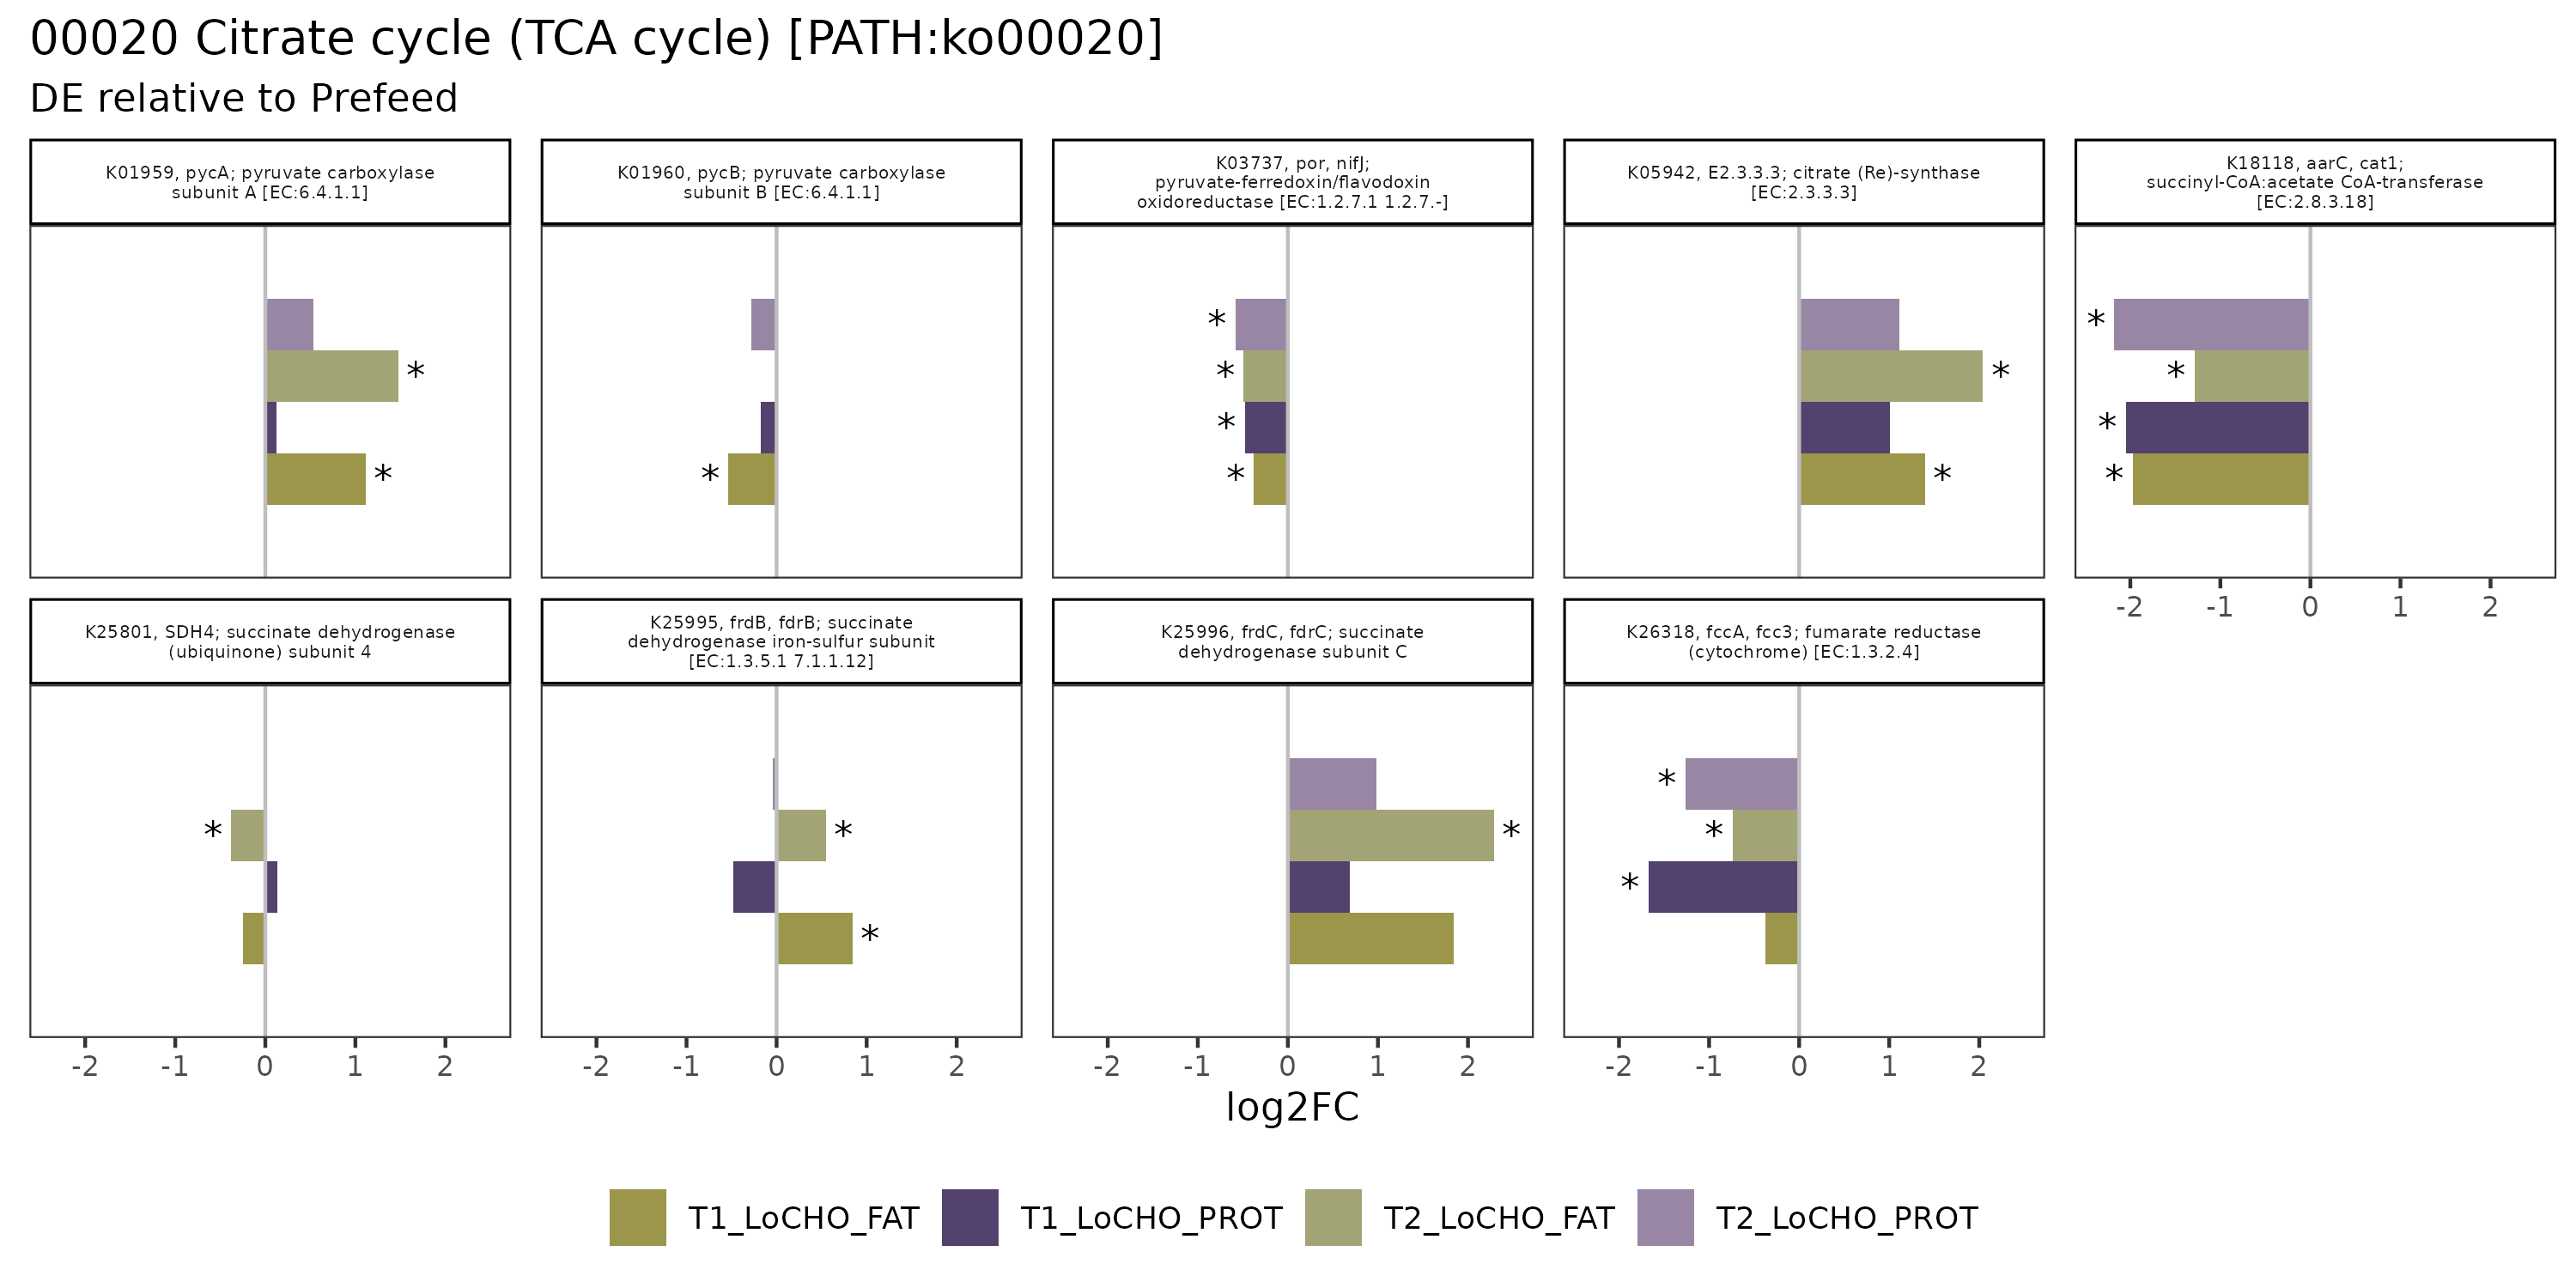 00020 Citrate cycle (TCA cycle) [PATH:ko00020]
DE relative to Prefeed
K01959, pycA; pyruvate carboxylase
subunit A [EC:6.4.1.1]
K01960, pycB; pyruvate carboxylase
subunit B [EC:6.4.1.1]
K03737, por, nifJ;
pyruvate-ferredoxin/flavodoxin
oxidoreductase [EC:1.2.7.1 1.2.7.-]
K05942, E2.3.3.3; citrate (Re)-synthase
[EC:2.3.3.3]
K18118, aarC, cat1;
succinyl-CoA:acetate CoA-transferase
[EC:2.8.3.18]
*
*
*
*
*
*
*
*
*
*
*
*
*
-2 -1 0 1 2
K25801, SDH4; succinate dehydrogenase
(ubiquinone) subunit 4
K25995, frdB, fdrB; succinate
dehydrogenase iron-sulfur subunit
[EC:1.3.5.1 7.1.1.12]
K25996, frdC, fdrC; succinate
dehydrogenase subunit C
K26318, fccA, fcc3; fumarate reductase
(cytochrome) [EC:1.3.2.4]
*
*
*
*
*
*
*
-2 -1 0 1 2
-2 -1 0 1 2
-2 -1 0 1 2
-2 -1 0 1 2
log2FC
T1_LoCHO_FAT
T1_LoCHO_PROT
T2_LoCHO_FAT
T2_LoCHO_PROT